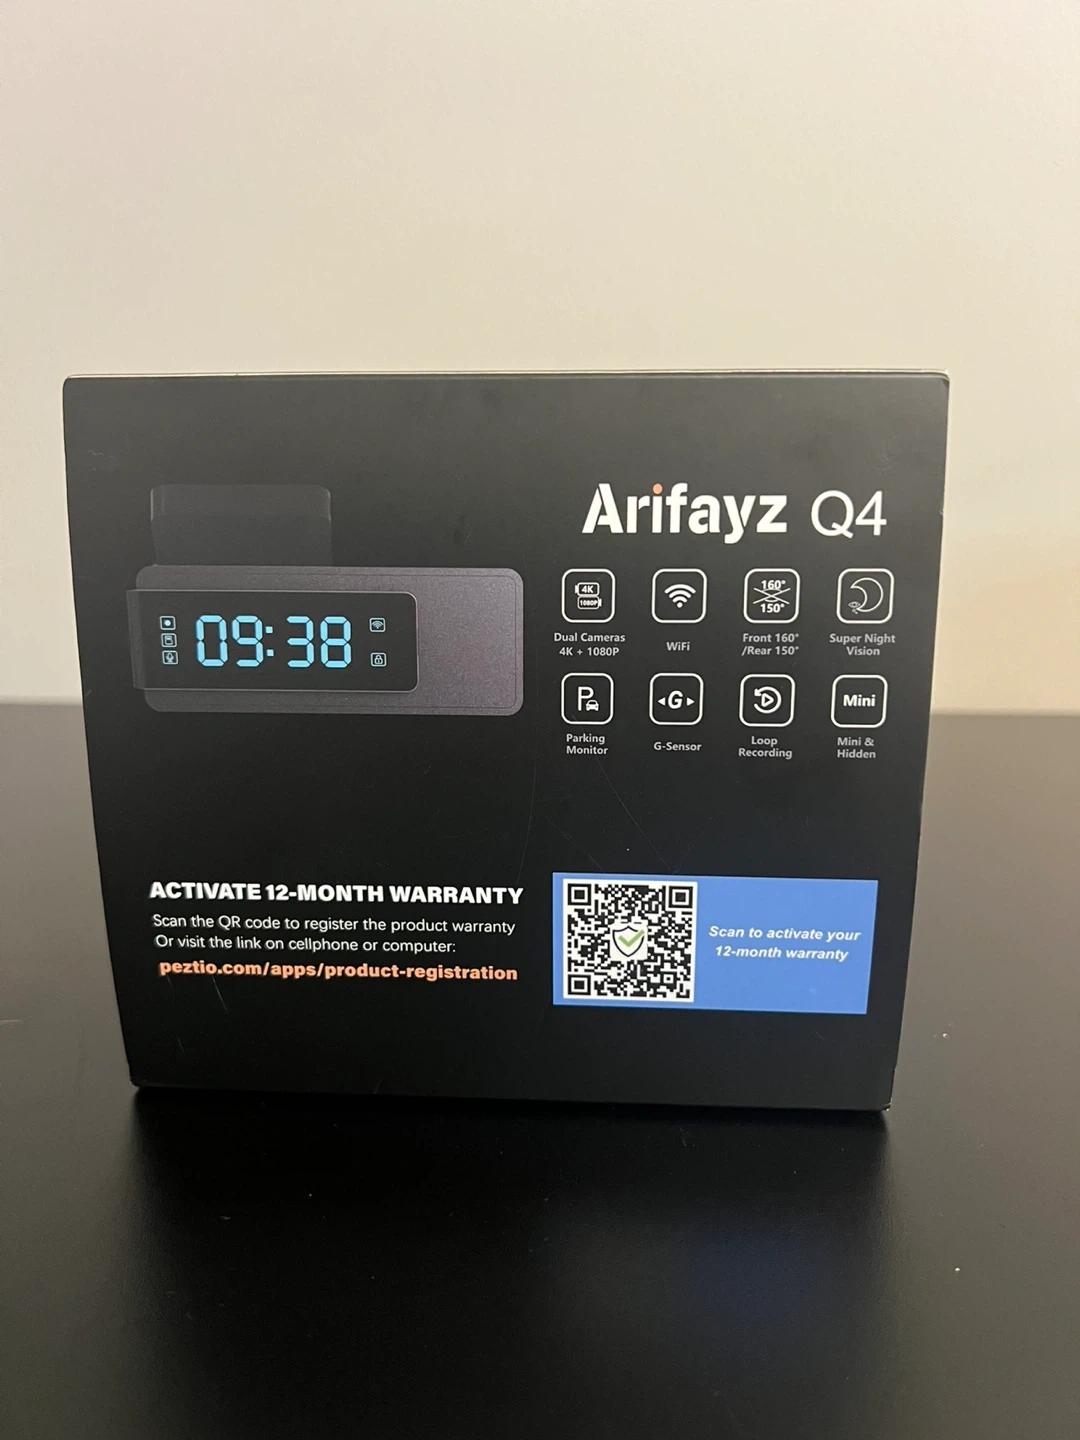 Arifayz Q4
09:38
4K
1080P
160°
150°
Dual Cameras
4K + 1080P
WiFi
Front 160°
/Rear 150°
Super Night
Vision
P
G
Mini
Parking
Monitor
G-Sensor
Loop
Recording
Mini &
Hidden
ACTIVATE 12-MONTH WARRANTY
Scan the QR code to register the product warranty
Or visit the link on cellphone or computer:
peztio.com/apps/product-registration
Scan to activate your
12-month warranty